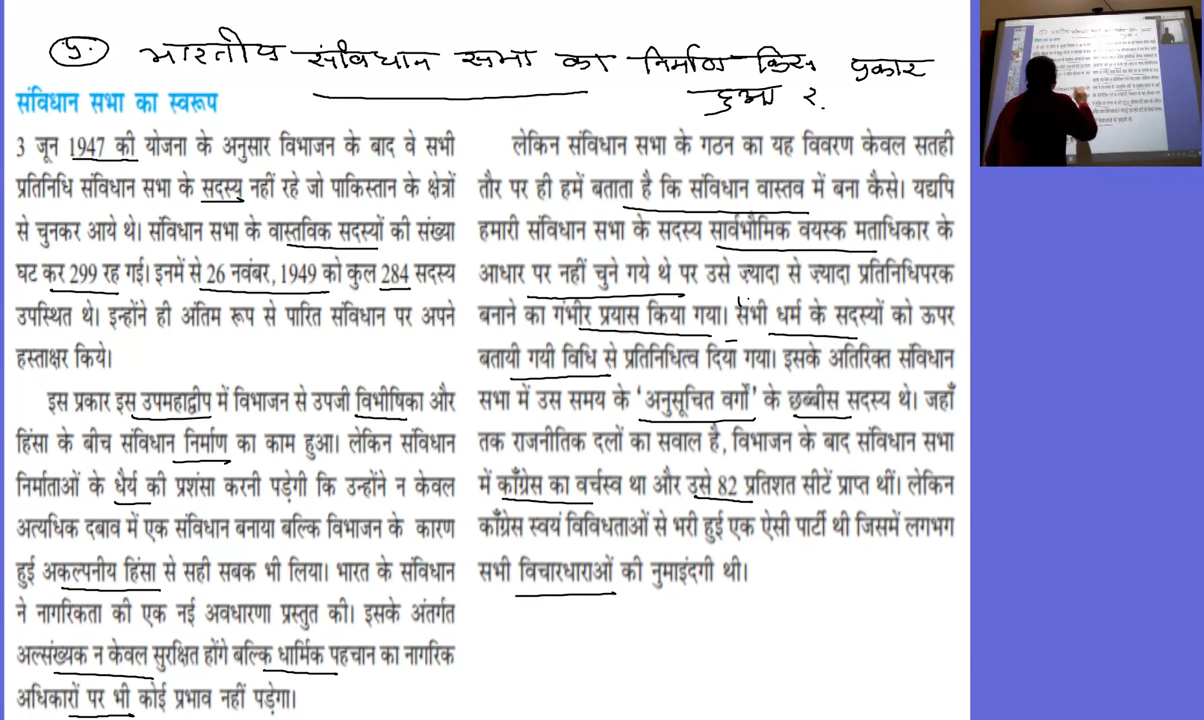 5. भारतीय संविधान सभा का निर्माण किस प्रकार
हुआ २.
संविधान सभा का स्वरूप
3 जून 1947 की योजना के अनुसार विभाजन के बाद वे सभी
प्रतिनिधि संविधान सभा के सदस्य नहीं रहे जो पाकिस्तान के क्षेत्रों
से चुनकर आये थे। संविधान सभा के वास्तविक सदस्यों की संख्या
घट कर 299 रह गई। इनमें से 26 नवंबर, 1949 को कुल 284 सदस्य
उपस्थित थे। इन्होंने ही अंतिम रूप से पारित संविधान पर अपने
हस्ताक्षर किये।
इस प्रकार इस उपमहाद्वीप में विभाजन से उपजी विभीषिका और
हिंसा के बीच संविधान निर्माण का काम हुआ। लेकिन संविधान
निर्माताओं के धैर्य की प्रशंसा करनी पड़ेगी कि उन्होंने न केवल
अत्यधिक दबाव में एक संविधान बनाया बल्कि विभाजन के कारण
हुई अकल्पनीय हिंसा से सही सबक भी लिया। भारत के संविधान
ने नागरिकता की एक नई अवधारणा प्रस्तुत की। इसके अंतर्गत
अल्संख्यक न केवल सुरक्षित होंगे बल्कि धार्मिक पहचान का नागरिक
अधिकारों पर भी कोई प्रभाव नहीं पड़ेगा।
लेकिन संविधान सभा के गठन का यह विवरण केवल सतही
तौर पर ही हमें बताता है कि संविधान वास्तव में बना कैसे। यद्यपि
हमारी संविधान सभा के सदस्य सार्वभौमिक वयस्क मताधिकार के
आधार पर नहीं चुने गये थे पर उसे ज़्यादा से ज़्यादा प्रतिनिधिपरक
बनाने का गंभीर प्रयास किया गया। सभी धर्म के सदस्यों को ऊपर
बतायी गयी विधि से प्रतिनिधित्व दिया गया। इसके अतिरिक्त संविधान
सभा में उस समय के ‘अनुसूचित वर्गों’ के छब्बीस सदस्य थे। जहाँ
तक राजनीतिक दलों का सवाल है, विभाजन के बाद संविधान सभा
में काँग्रेस का वर्चस्व था और उसे 82 प्रतिशत सीटें प्राप्त थीं। लेकिन
काँग्रेस स्वयं विविधताओं से भरी हुई एक ऐसी पार्टी थी जिसमें लगभग
सभी विचारधाराओं की नुमाइंदगी थी।